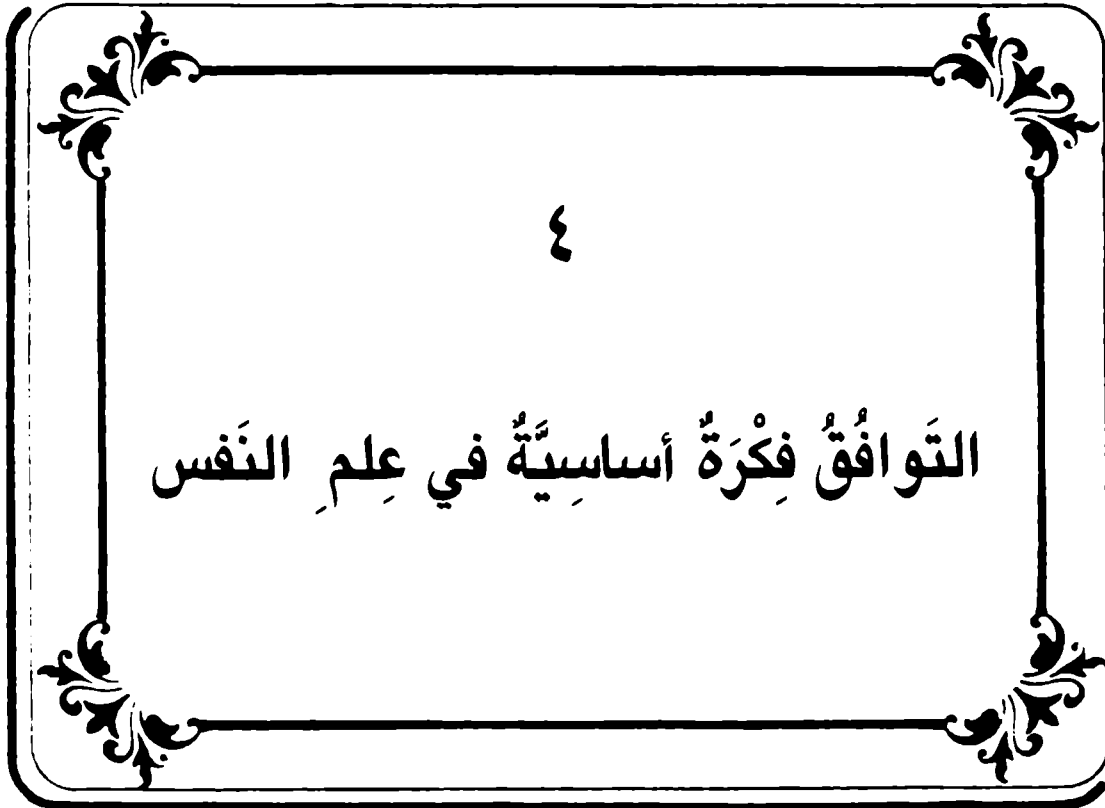 ٤
التَوافُقُ فِكْرَةٌ أساسِيَّةٌ في عِلمِ النَفس